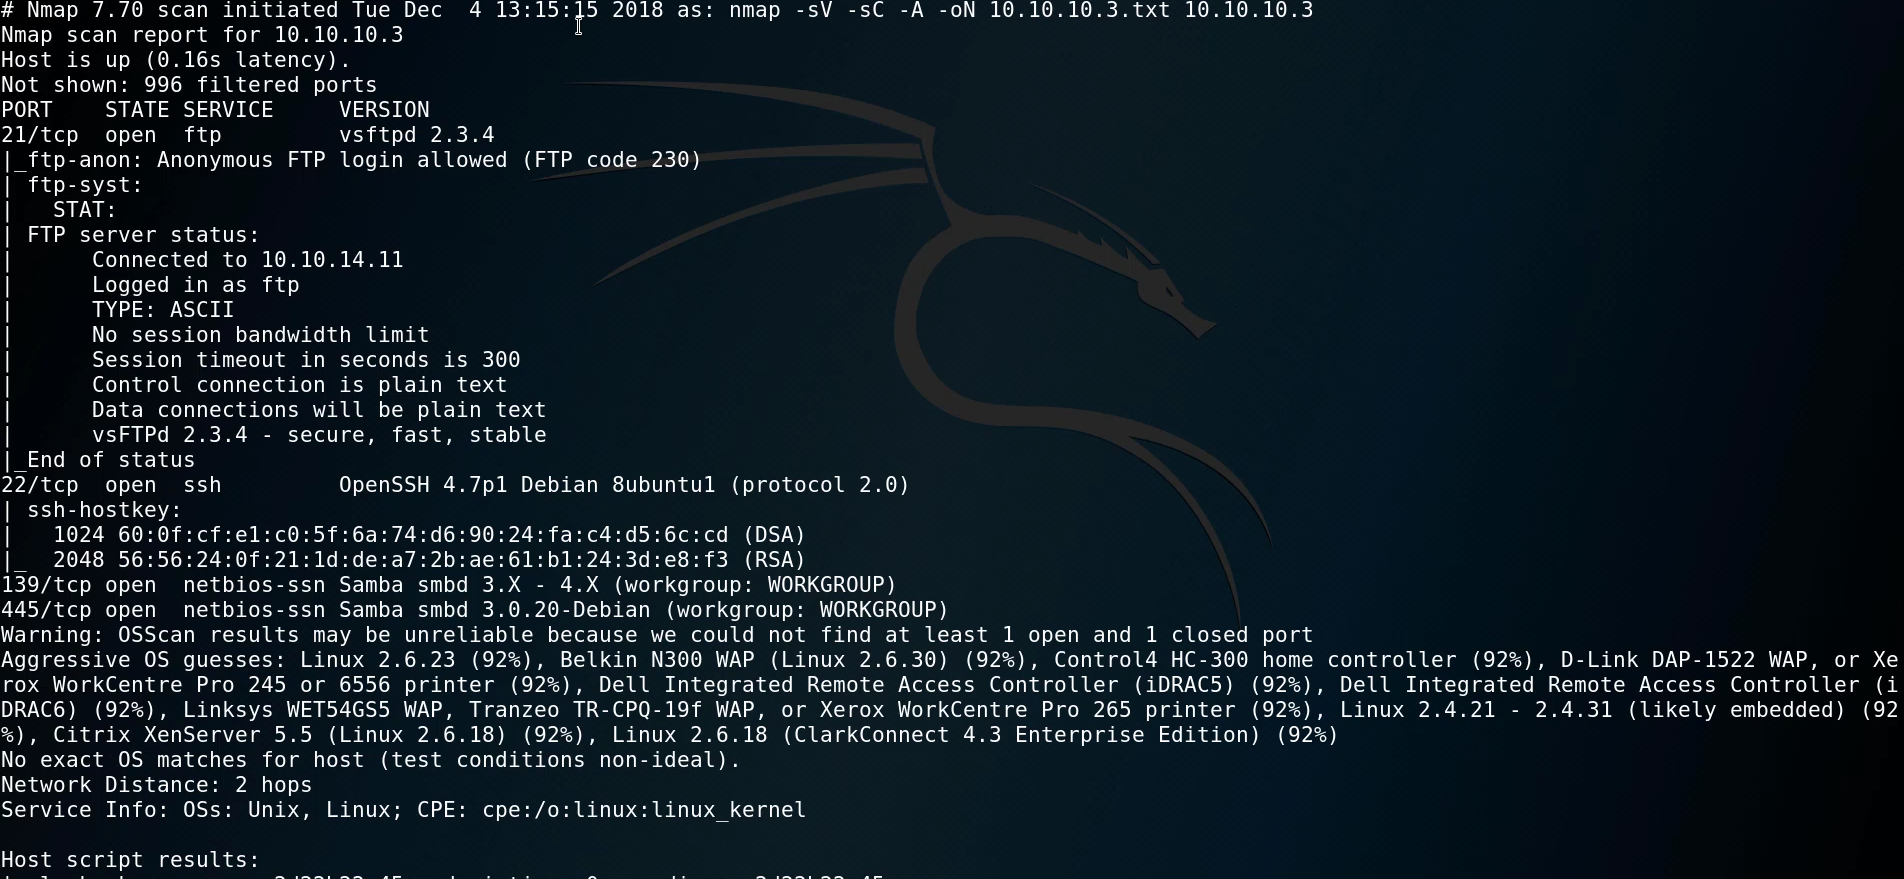 # Nmap 7.70 scan initiated Tue Dec  4 13:15:15 2018 as: nmap -sV -sC -A -oN 10.10.10.3.txt 10.10.10.3
Nmap scan report for 10.10.10.3
Host is up (0.16s latency).
Not shown: 996 filtered ports
PORT    STATE SERVICE     VERSION
21/tcp  open  ftp         vsftpd 2.3.4
|_ftp-anon: Anonymous FTP login allowed (FTP code 230)
| ftp-syst:
|   STAT:
| FTP server status:
|      Connected to 10.10.14.11
|      Logged in as ftp
|      TYPE: ASCII
|      No session bandwidth limit
|      Session timeout in seconds is 300
|      Control connection is plain text
|      Data connections will be plain text
|      vsFTPd 2.3.4 - secure, fast, stable
|_End of status
22/tcp  open  ssh         OpenSSH 4.7p1 Debian 8ubuntu1 (protocol 2.0)
| ssh-hostkey:
|   1024 60:0f:cf:e1:c0:5f:6a:74:d6:90:24:fa:c4:d5:6c:cd (DSA)
|_  2048 56:56:24:0f:21:1d:de:a7:2b:ae:61:b1:24:3d:e8:f3 (RSA)
139/tcp open  netbios-ssn Samba smbd 3.X - 4.X (workgroup: WORKGROUP)
445/tcp open  netbios-ssn Samba smbd 3.0.20-Debian (workgroup: WORKGROUP)
Warning: OSScan results may be unreliable because we could not find at least 1 open and 1 closed port
Aggressive OS guesses: Linux 2.6.23 (92%), Belkin N300 WAP (Linux 2.6.30) (92%), Control4 HC-300 home controller (92%), D-Link DAP-1522 WAP, or Xe
rox WorkCentre Pro 245 or 6556 printer (92%), Dell Integrated Remote Access Controller (iDRAC5) (92%), Dell Integrated Remote Access Controller (i
DRAC6) (92%), Linksys WET54GS5 WAP, Tranzeo TR-CPQ-19f WAP, or Xerox WorkCentre Pro 265 printer (92%), Linux 2.4.21 - 2.4.31 (likely embedded) (92
%), Citrix XenServer 5.5 (Linux 2.6.18) (92%), Linux 2.6.18 (ClarkConnect 4.3 Enterprise Edition) (92%)
No exact OS matches for host (test conditions non-ideal).
Network Distance: 2 hops
Service Info: OSs: Unix, Linux; CPE: cpe:/o:linux:linux_kernel
Host script results: